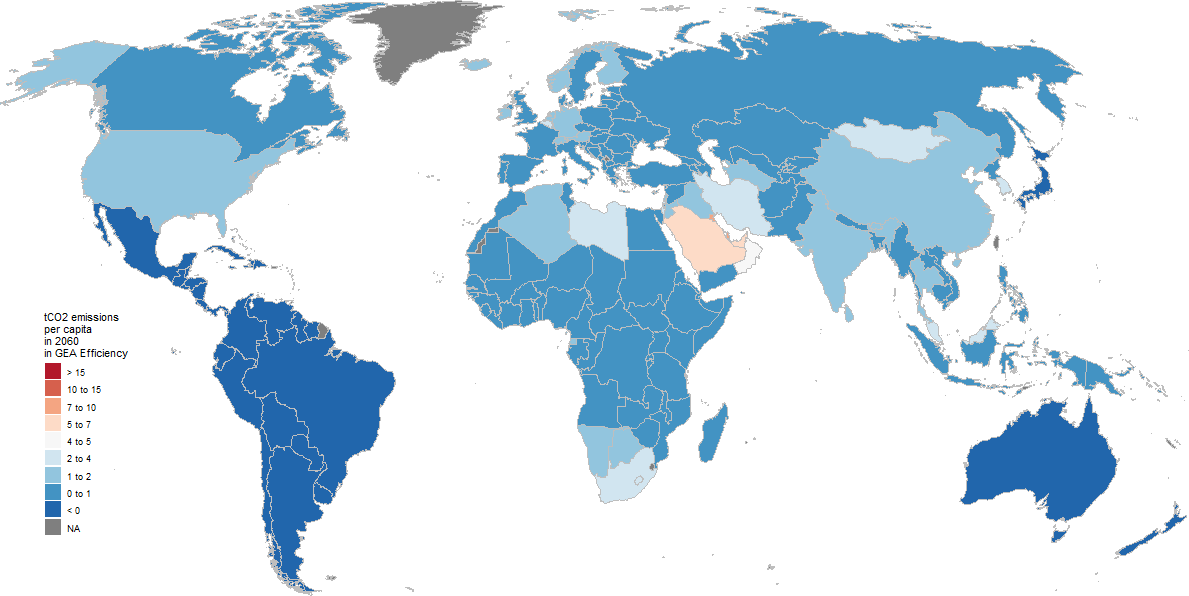 tCO2 emissions
per capita
in 2060
in GEA Efficiency
> 15
10 to 15
7 to 10
5 to 7
4 to 5
2 to 4
1 to 2
0 to 1
< 0
NA